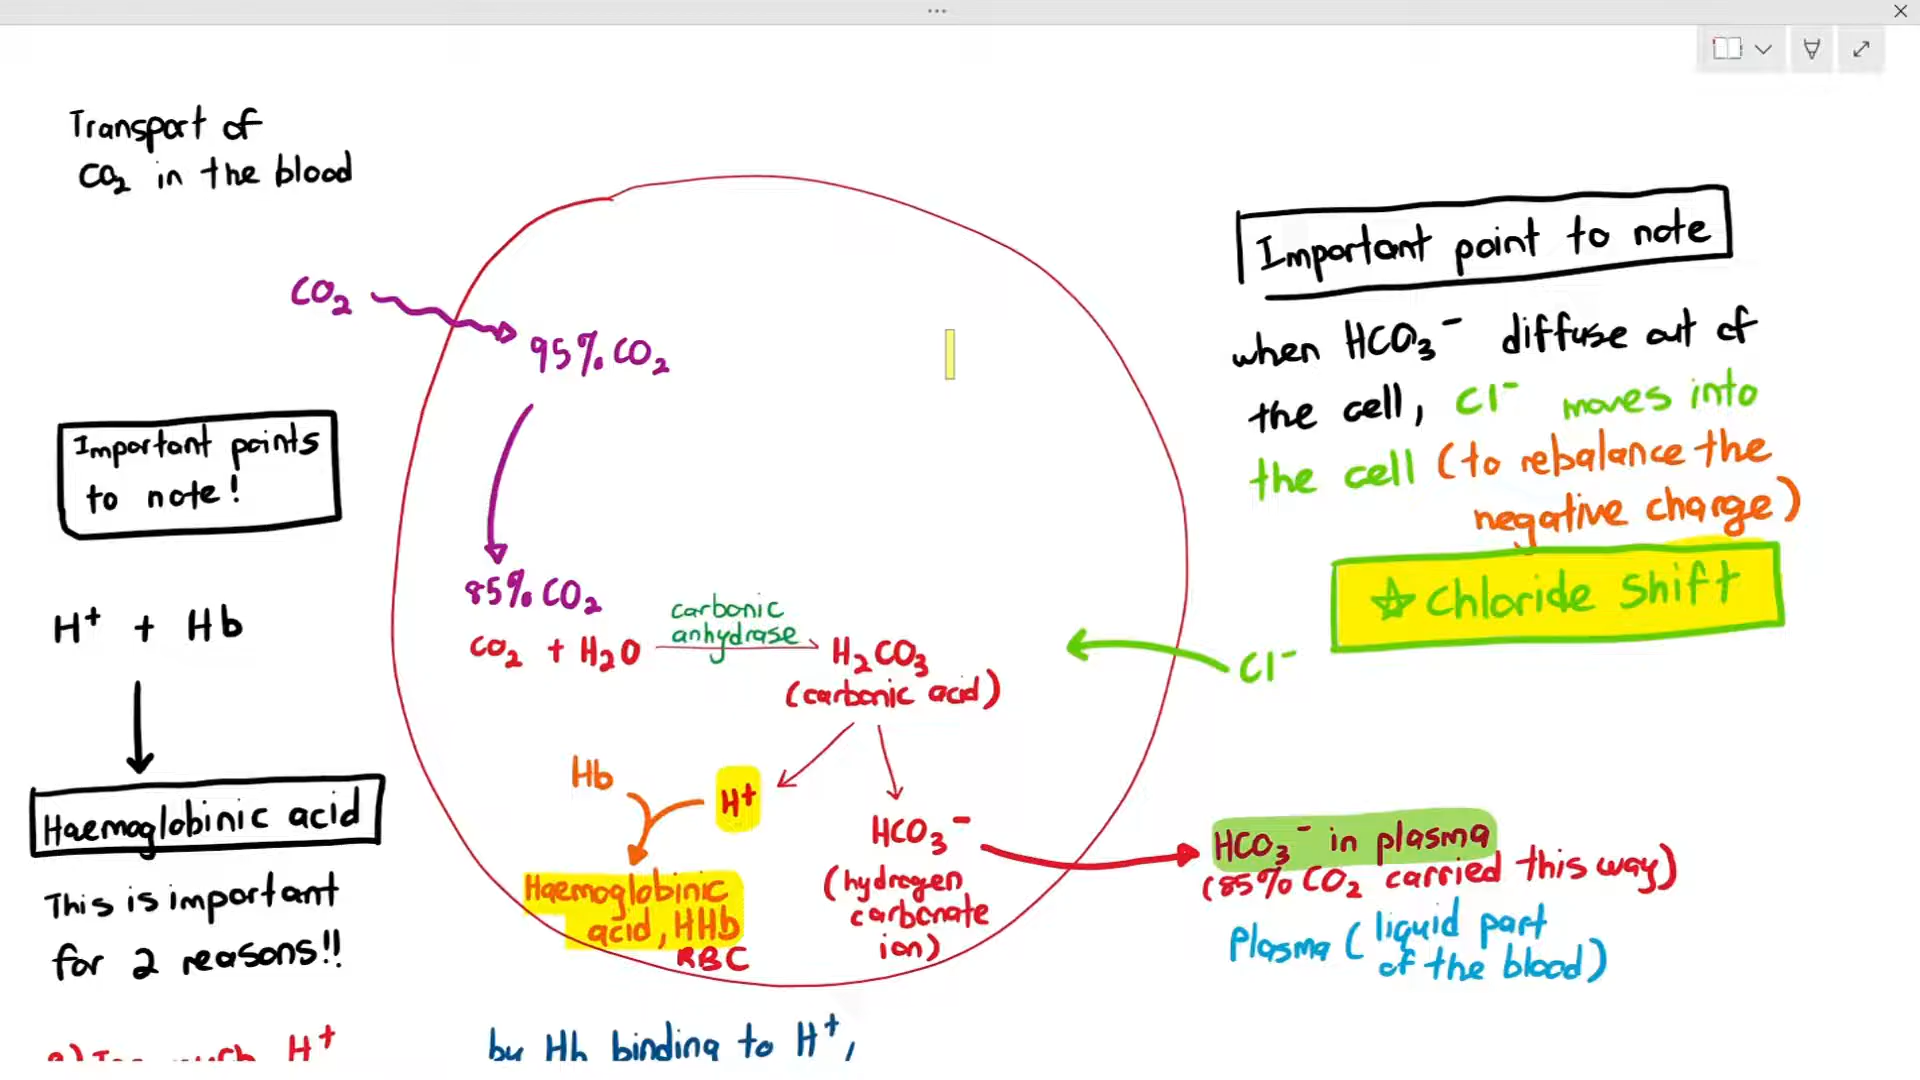 Transport of
CO₂ in the blood
CO₂
95% CO₂
Important points
to note!
H⁺ + Hb
Haemoglobinic acid
This is important
for 2 reasons!!
H⁺
85% CO₂
CO₂ + H₂O
carbonic
anhydrase
H₂CO₃
(carbonic acid)
Hb
H⁺
Haemoglobinic
acid, HHb
RBC
HCO₃⁻
(hydrogen
carbonate
ion)
by Hb binding to H⁺,
Important point to note
when HCO₃⁻ diffuse out of
the cell, Cl⁻ moves into
the cell (to rebalance the
negative charge)
☆ Chloride shift
Cl⁻
HCO₃⁻ in plasma
(85% CO₂ carried this way)
Plasma (liquid part
of the blood)